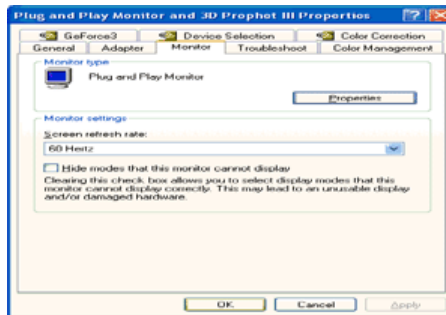 Plug and Play Monitor and 3D Prophet III Properties
GeForce3 Device Selection Color Correction
General Adapter Monitor Troubleshoot Color Management
Monitor type
Plug and Play Monitor
Properties
Monitor settings
Screen refresh rate:
60 Hertz
Hide modes that this monitor cannot display
Clearing this check box allows you to select display modes that this
monitor cannot display correctly. This may lead to an unusable display
and/or damaged hardware.
OK Cancel Apply